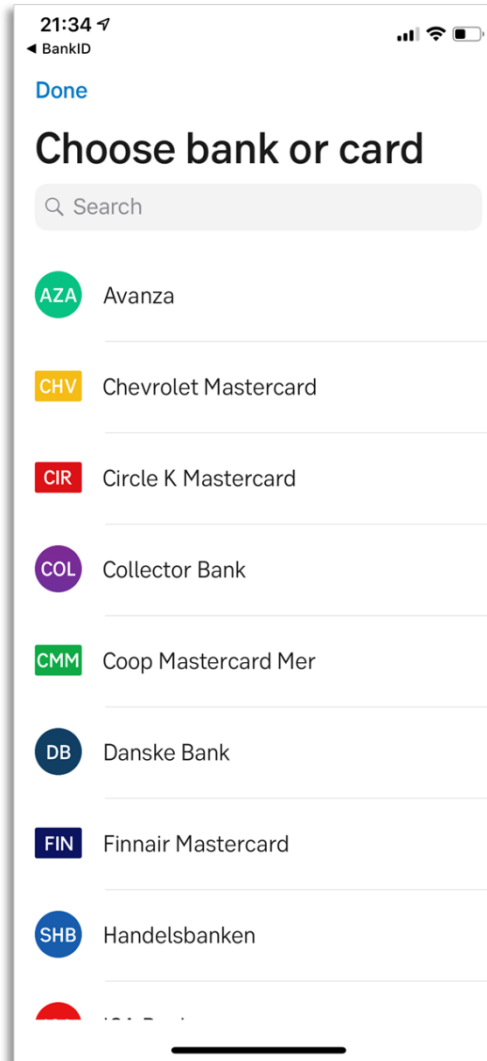 21:34
◀ BankID
Done
Choose bank or card
Search
AZA Avanza
CHV Chevrolet Mastercard
CIR Circle K Mastercard
COL Collector Bank
CMM Coop Mastercard Mer
DB Danske Bank
FIN Finnair Mastercard
SHB Handelsbanken